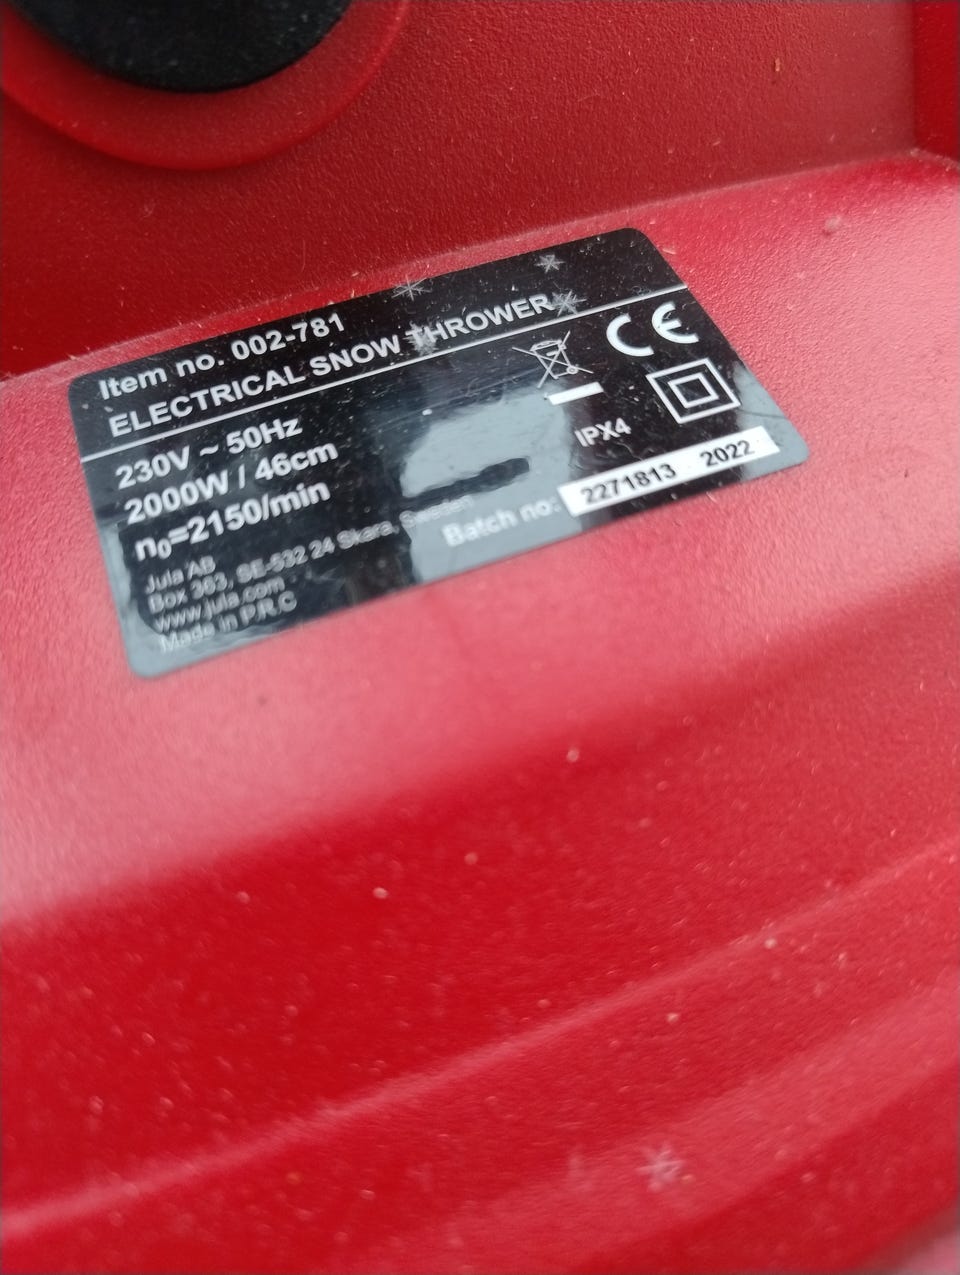 Item no. 002-781
ELECTRICAL SNOW THROWER
230V ~ 50Hz
2000W / 46cm
n₀=2150/min
Jula AB
Box 363, SE-532 24 Skara, Sweden
www.jula.com
Made in P.R.C
CE
IPX4
Batch no: 2271813 2022